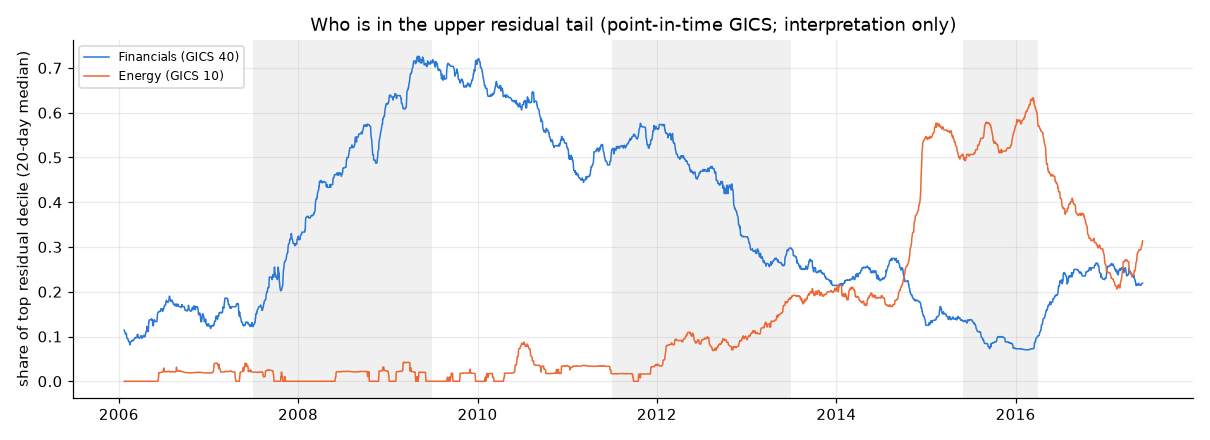 Who is in the upper residual tail (point-in-time GICS; interpretation only)
Financials (GICS 40)
Energy (GICS 10)
share of top residual decile (20-day median)
0.7
0.6
0.5
0.4
0.3
0.2
0.1
0.0
2006 2008 2010 2012 2014 2016